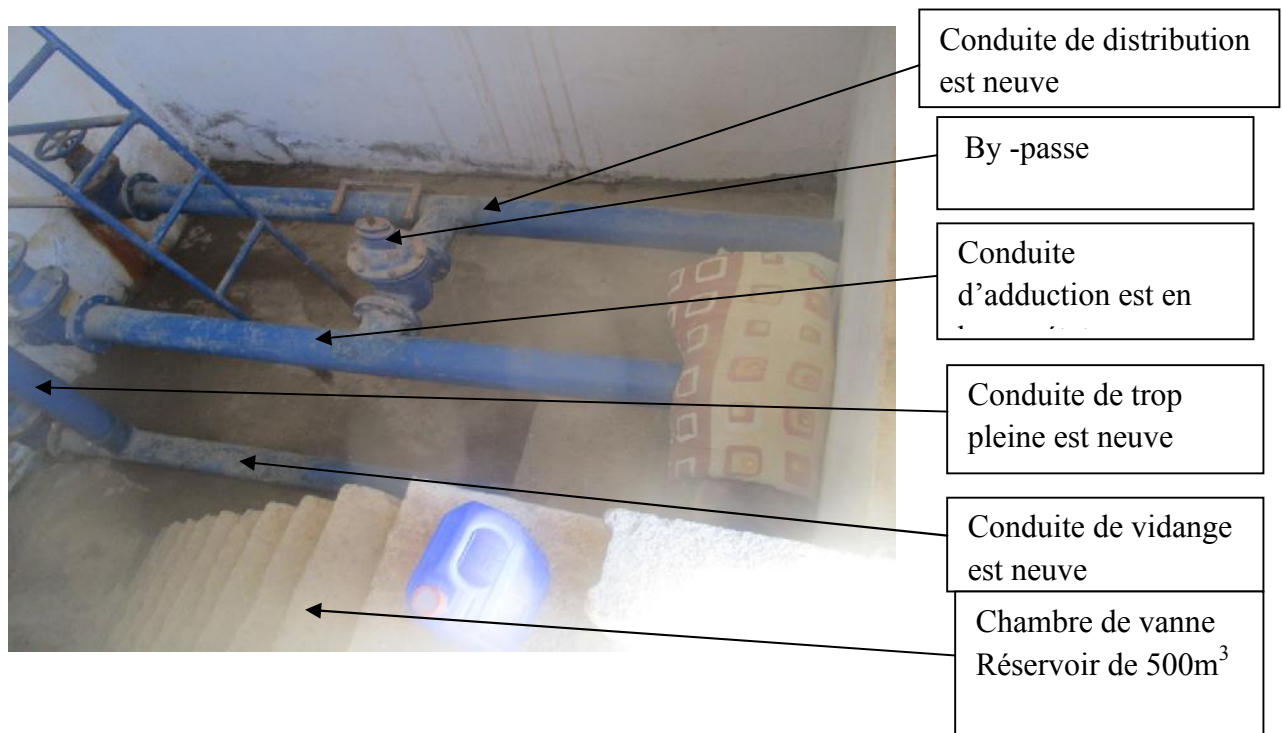 Conduite de distribution
est neuve
By -passe
Conduite
d’adduction est en
Conduite de trop
pleine est neuve
Conduite de vidange
est neuve
Chambre de vanne
Réservoir de 500m³